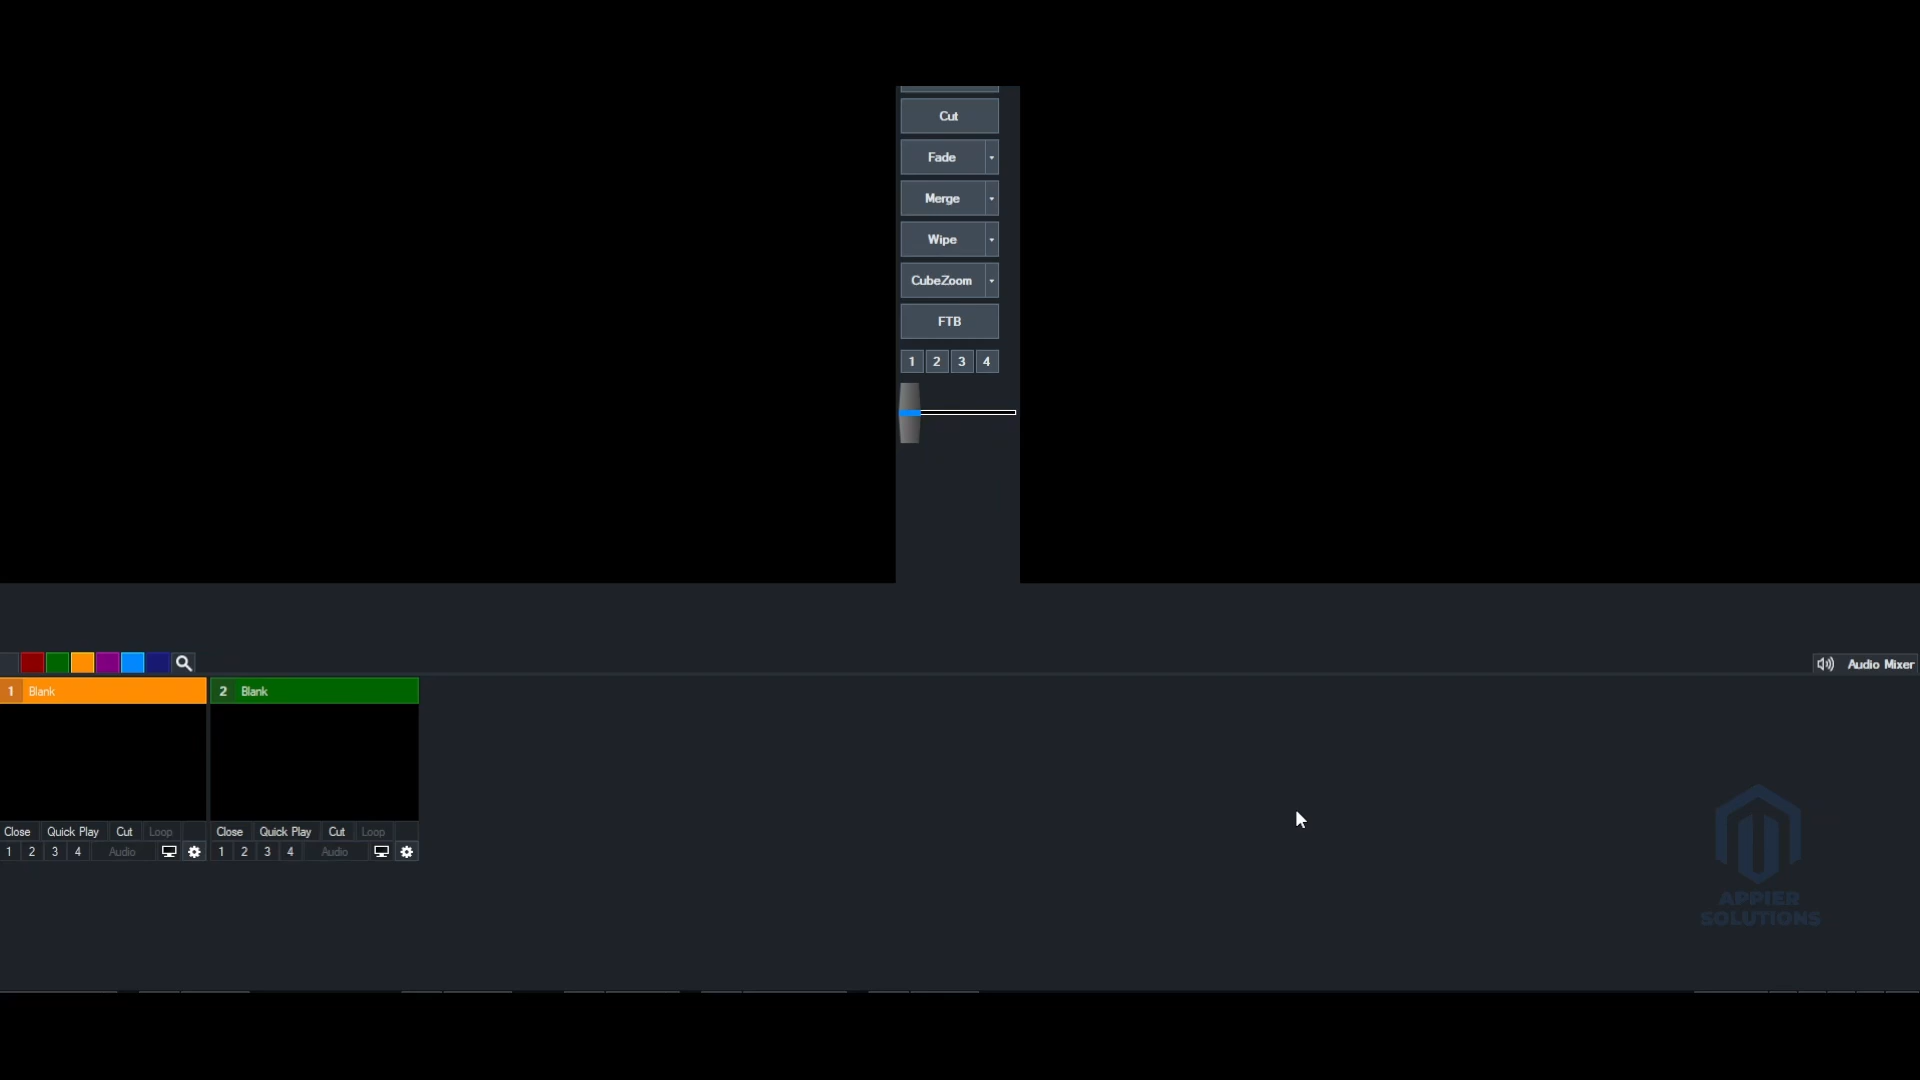 Cut
Fade
Merge
Wipe
CubeZoom
FTB
1 2 3 4
Audio Mixer
1 Blank 2 Blank
Close Quick Play Cut Loop Close Quick Play Cut Loop
1 2 3 4 Audio 1 2 3 4 Audio
APPIER
SOLUTIONS